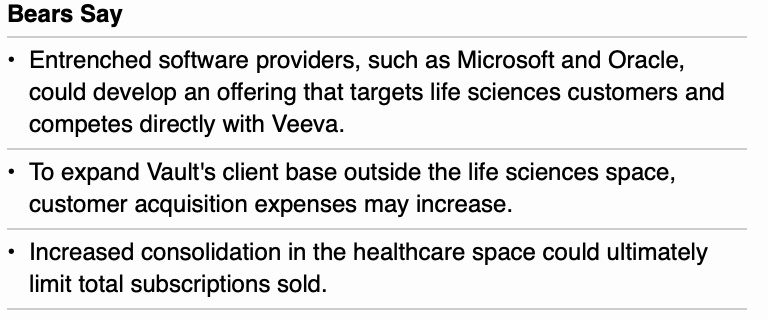 Bears Say
• Entrenched software providers, such as Microsoft and Oracle,
could develop an offering that targets life sciences customers and
competes directly with Veeva.
• To expand Vault's client base outside the life sciences space,
customer acquisition expenses may increase.
• Increased consolidation in the healthcare space could ultimately
limit total subscriptions sold.